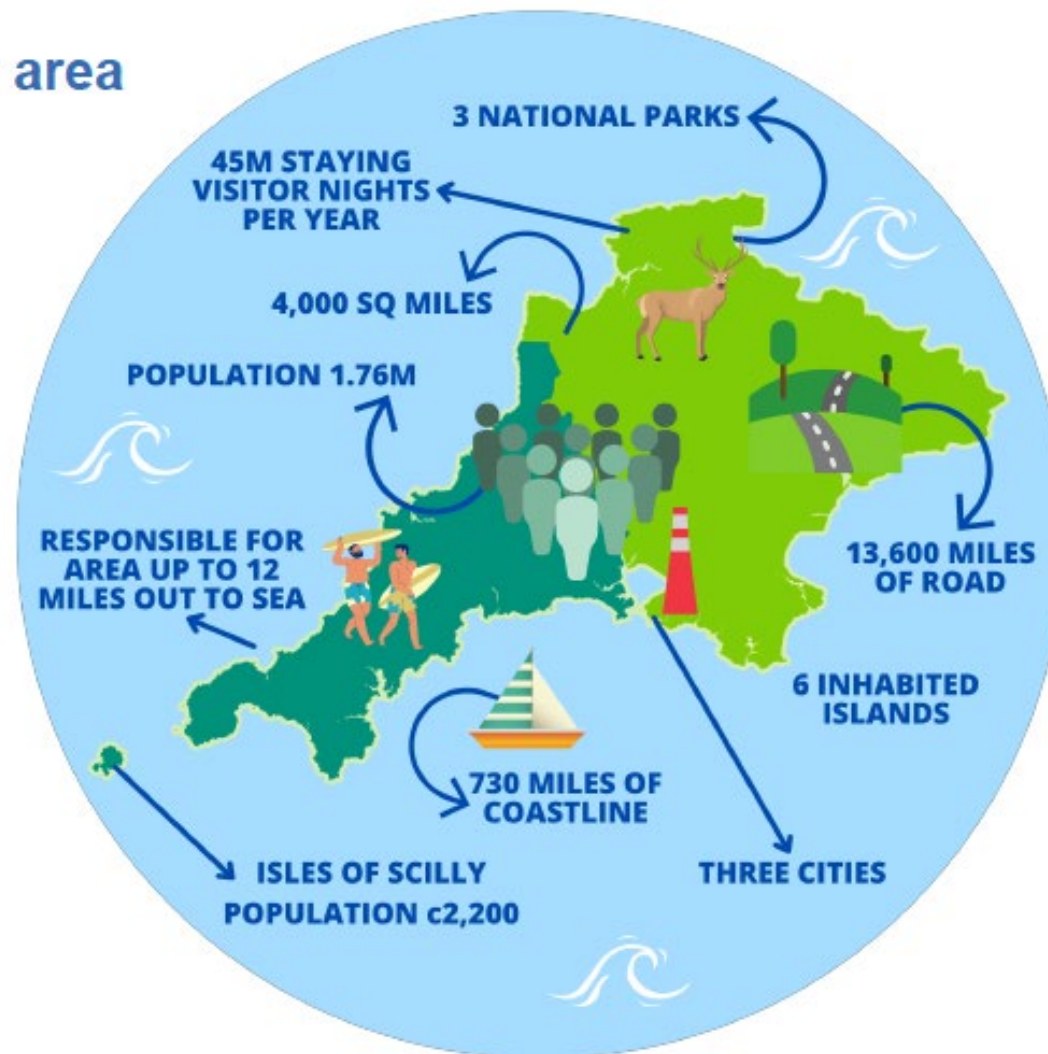 area
3 NATIONAL PARKS
45M STAYING
VISITOR NIGHTS
PER YEAR
4,000 SQ MILES
POPULATION 1.76M
RESPONSIBLE FOR
AREA UP TO 12
MILES OUT TO SEA
13,600 MILES
OF ROAD
6 INHABITED
ISLANDS
730 MILES OF
COASTLINE
ISLES OF SCILLY
POPULATION c2,200
THREE CITIES